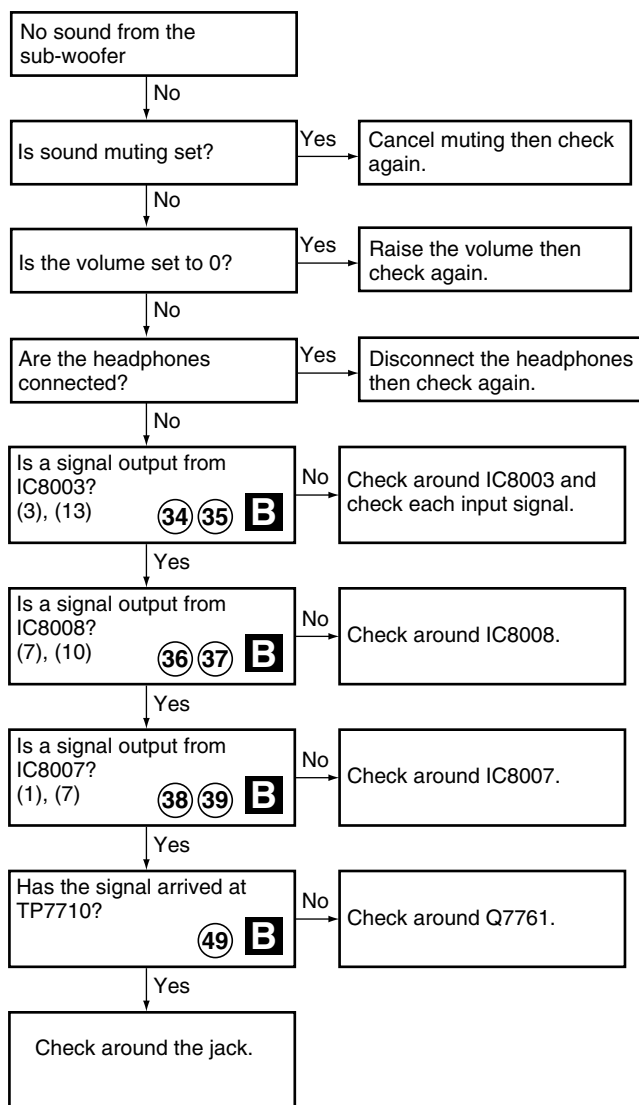 No sound from the
sub-woofer
No
Is sound muting set?
Yes
Cancel muting then check
again.
No
Is the volume set to 0?
Yes
Raise the volume then
check again.
No
Are the headphones
connected?
Yes
Disconnect the headphones
then check again.
No
Is a signal output from
IC8003?
(3), (13)
34 35 B
No
Check around IC8003 and
check each input signal.
Yes
Is a signal output from
IC8008?
(7), (10)
36 37 B
No
Check around IC8008.
Yes
Is a signal output from
IC8007?
(1), (7)
38 39 B
No
Check around IC8007.
Yes
Has the signal arrived at
TP7710?
49 B
No
Check around Q7761.
Yes
Check around the jack.